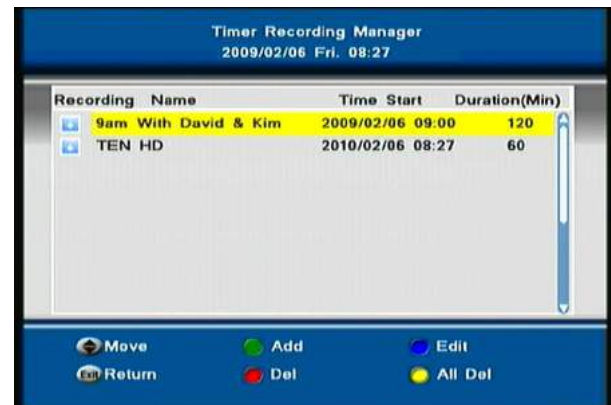 Timer Recording Manager
2009/02/06 Fri. 08:27
Recording Name Time Start Duration(Min)
9am With David & Kim 2009/02/06 09:00 120
TEN HD 2010/02/06 08:27 60
Move Add Edit
Exit Return Del All Del